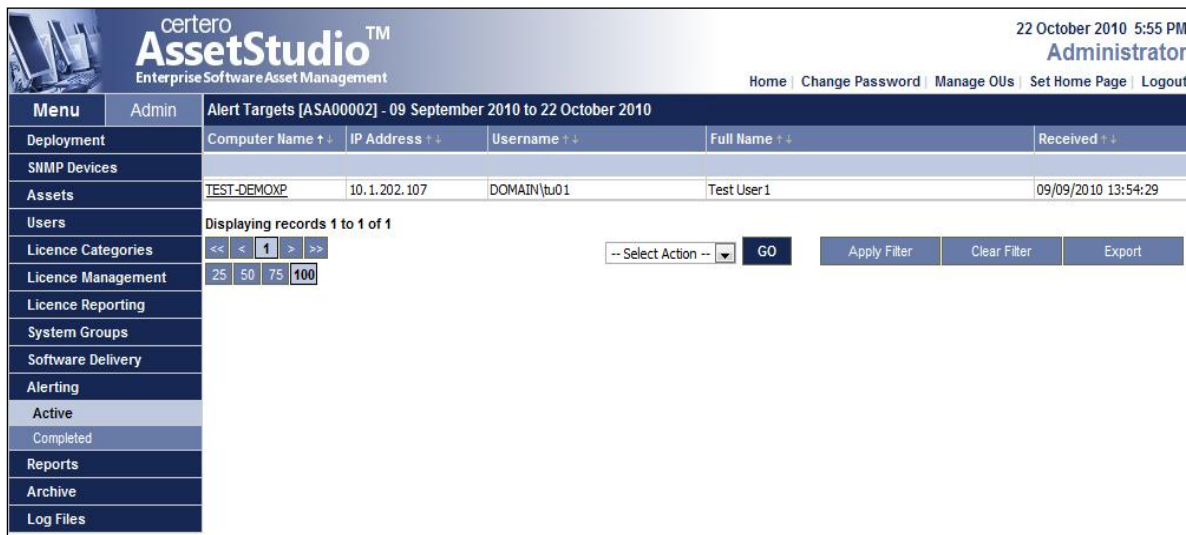 certero
AssetStudio™
Enterprise Software Asset Management
22 October 2010 5:55 PM
Administrator
Home | Change Password | Manage OUs | Set Home Page | Logout
Menu Admin Alert Targets [ASA00002] - 09 September 2010 to 22 October 2010
Computer Name ↑↓ IP Address ↑↓ Username ↑↓ Full Name ↑↓ Received ↑↓
TEST-DEMOXP 10.1.202.107 DOMAIN\tu01 Test User1 09/09/2010 13:54:29
Displaying records 1 to 1 of 1
<< < 1 > >>
25 50 75 100
-- Select Action -- GO Apply Filter Clear Filter Export
Deployment
SNMP Devices
Assets
Users
Licence Categories
Licence Management
Licence Reporting
System Groups
Software Delivery
Alerting
Active
Completed
Reports
Archive
Log Files